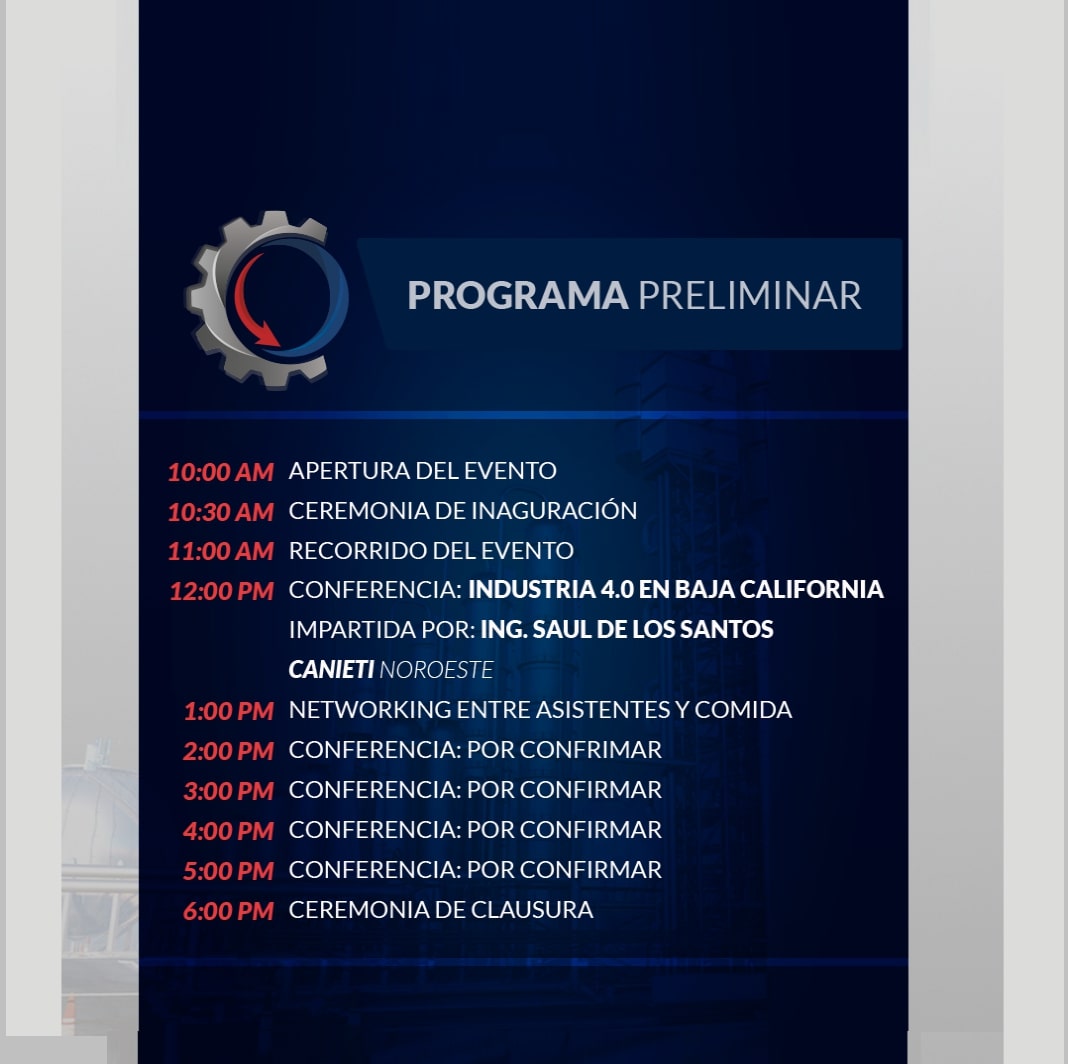 PROGRAMA PRELIMINAR
10:00 AM APERTURA DEL EVENTO
10:30 AM CEREMONIA DE INAGURACIÓN
11:00 AM RECORRIDO DEL EVENTO
12:00 PM CONFERENCIA: INDUSTRIA 4.0 EN BAJA CALIFORNIA
IMPARTIDA POR: ING. SAUL DE LOS SANTOS
CANIETI NOROESTE
1:00 PM NETWORKING ENTRE ASISTENTES Y COMIDA
2:00 PM CONFERENCIA: POR CONFRIMAR
3:00 PM CONFERENCIA: POR CONFIRMAR
4:00 PM CONFERENCIA: POR CONFIRMAR
5:00 PM CONFERENCIA: POR CONFIRMAR
6:00 PM CEREMONIA DE CLAUSURA